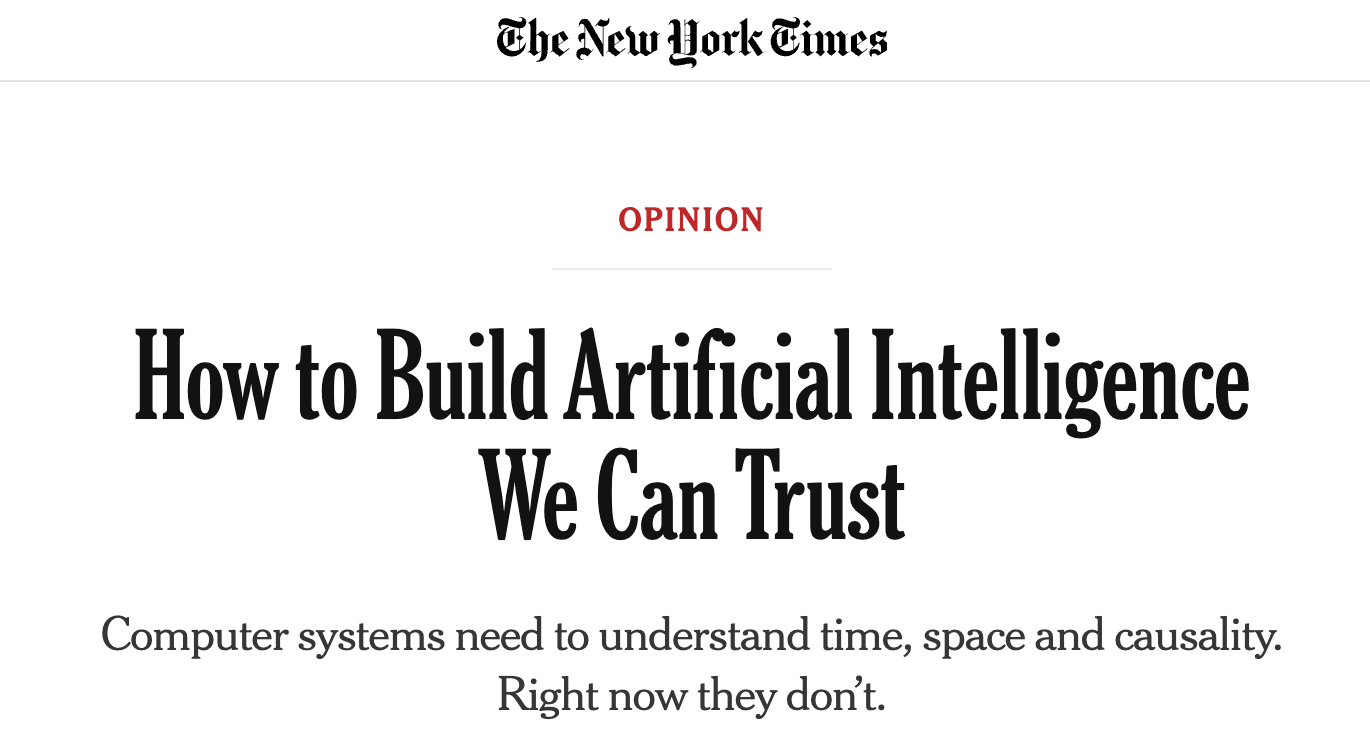 The New York Times
OPINION
How to Build Artificial Intelligence
We Can Trust
Computer systems need to understand time, space and causality.
Right now they don’t.